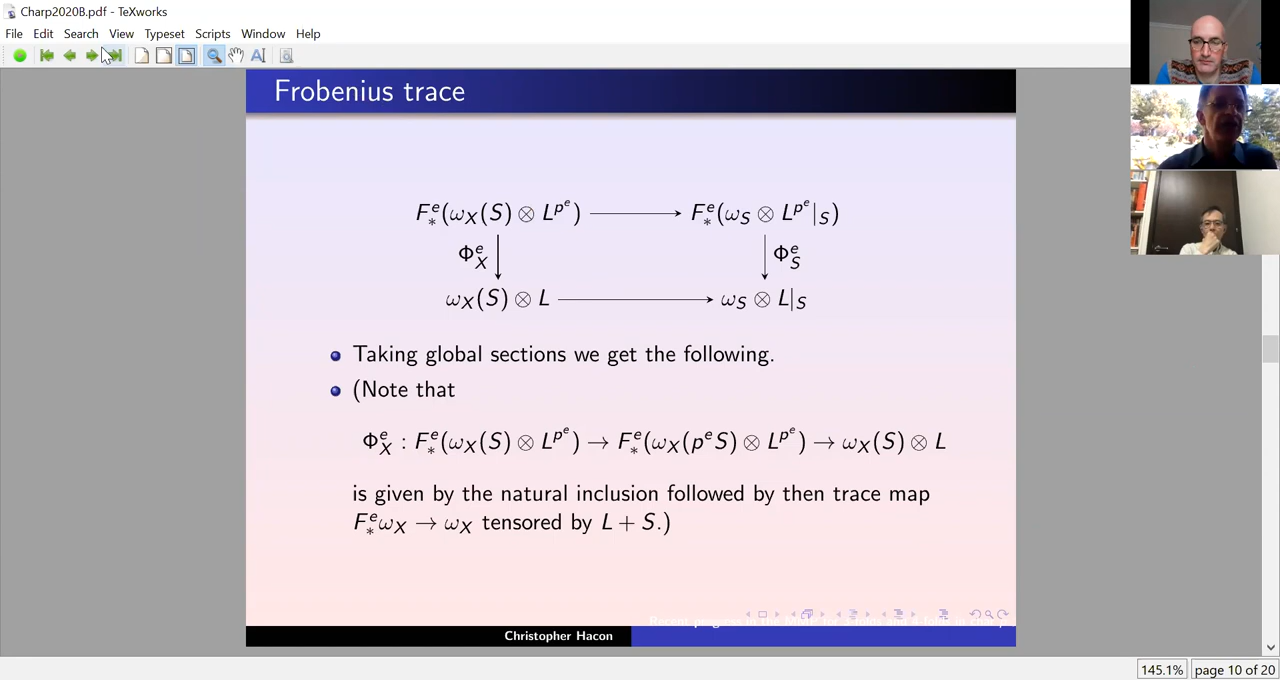 Charp2020B.pdf - TeXworks
File Edit Search View Typeset Scripts Window Help
Frobenius trace
F^e_*(ω_X(S) ⊗ L^{p^e}) ⟶ F^e_*(ω_S ⊗ L^{p^e}|_S)
Φ^e_X Φ^e_S
ω_X(S) ⊗ L ⟶ ω_S ⊗ L|_S
Taking global sections we get the following.
(Note that
Φ^e_X : F^e_*(ω_X(S) ⊗ L^{p^e}) → F^e_*(ω_X(p^e S) ⊗ L^{p^e}) → ω_X(S) ⊗ L
is given by the natural inclusion followed by then trace map
F^e_* ω_X → ω_X tensored by L + S.)
Christopher Hacon
145.1% page 10 of 20